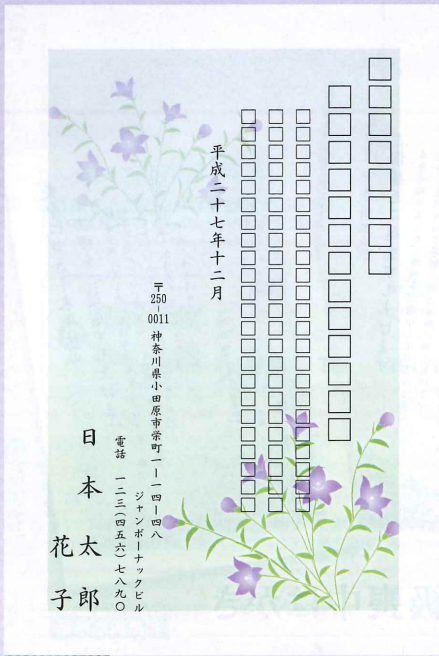 □□□□□□□□
□□□□□□□□□□□□□
□□□□□□□□□□□□□□□□□□□□□□□
□□□□□□□□□□□□□□□□□□□□□□□
□□□□□□□□□□□□□□□□□□□□□□□
平成二十七年十二月
〒250-0011 神奈川県小田原市栄町一ー一四ー四八
ジャンボーナックビル
電話 一二三(四五六)七八九〇
日本太郎
花子